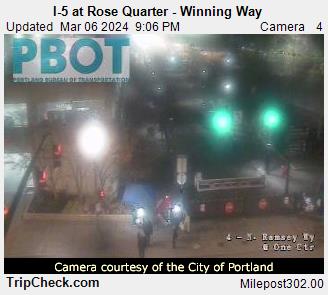 I-5 at Rose Quarter - Winning Way
Updated Mar 06 2024 9:06 PM Camera 4
PBOT
PORTLAND BUREAU OF TRANSPORTATION
4 - N. Ramsey Wy
W One Ctr
Camera courtesy of the City of Portland
TripCheck.com Milepost302.00